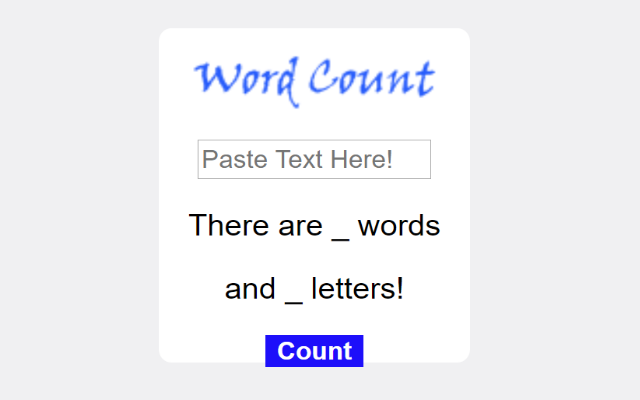 Word Count
Paste Text Here!
There are _ words
and _ letters!
Count